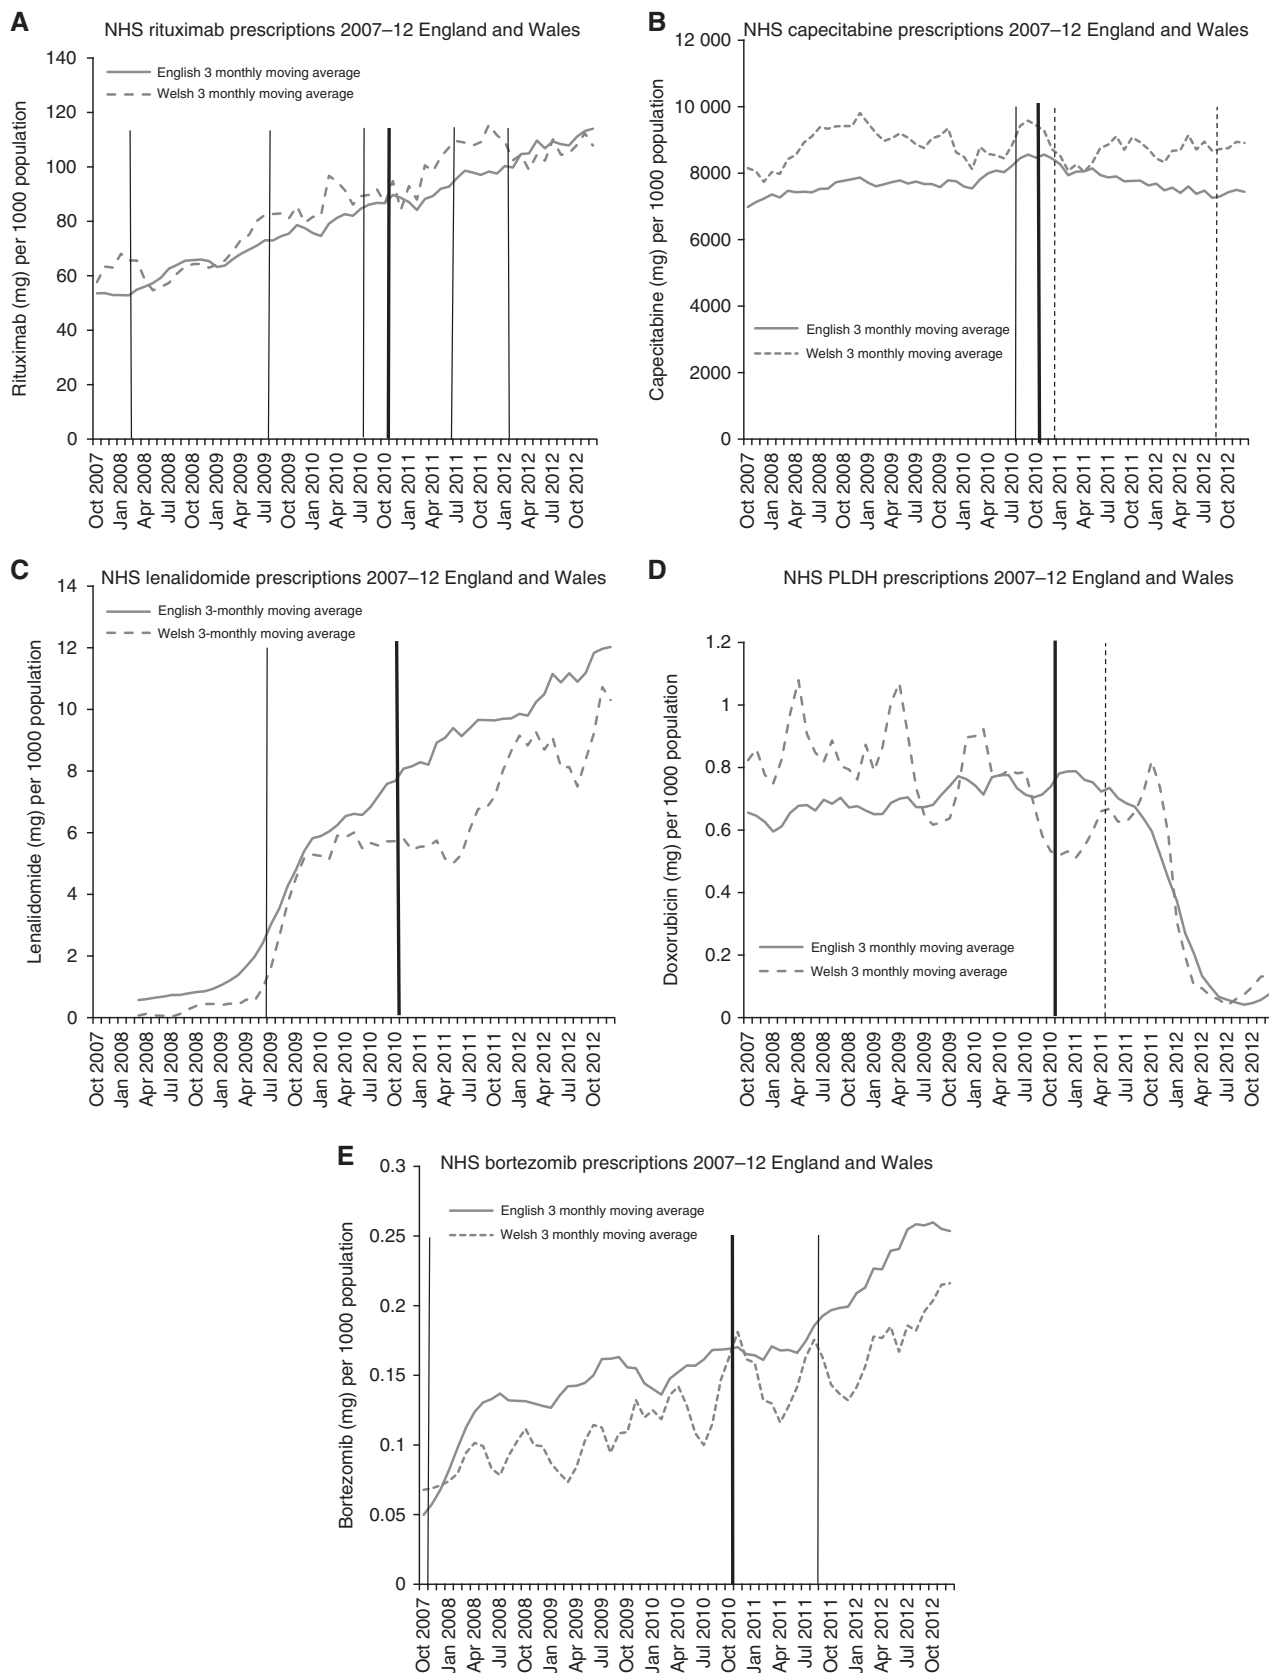 A
NHS rituximab prescriptions 2007–12 England and Wales
Rituximab (mg) per 1000 population
140
120
100
80
60
40
20
0
English 3 monthly moving average
Welsh 3 monthly moving average
Oct 2007
Jan 2008
Apr 2008
Jul 2008
Oct 2008
Jan 2009
Apr 2009
Jul 2009
Oct 2009
Jan 2010
Apr 2010
Jul 2010
Oct 2010
Jan 2011
Apr 2011
Jul 2011
Oct 2011
Jan 2012
Apr 2012
Jul 2012
Oct 2012
B
NHS capecitabine prescriptions 2007–12 England and Wales
Capecitabine (mg) per 1000 population
12 000
10 000
8000
6000
4000
2000
0
English 3 monthly moving average
Welsh 3 monthly moving average
Oct 2007
Jan 2008
Apr 2008
Jul 2008
Oct 2008
Jan 2009
Apr 2009
Jul 2009
Oct 2009
Jan 2010
Apr 2010
Jul 2010
Oct 2010
Jan 2011
Apr 2011
Jul 2011
Oct 2011
Jan 2012
Apr 2012
Jul 2012
Oct 2012
C
NHS lenalidomide prescriptions 2007–12 England and Wales
Lenalidomide (mg) per 1000 population
14
12
10
8
6
4
2
0
English 3-monthly moving average
Welsh 3-monthly moving average
Oct 2007
Jan 2008
Apr 2008
Jul 2008
Oct 2008
Jan 2009
Apr 2009
Jul 2009
Oct 2009
Jan 2010
Apr 2010
Jul 2010
Oct 2010
Jan 2011
Apr 2011
Jul 2011
Oct 2011
Jan 2012
Apr 2012
Jul 2012
Oct 2012
D
NHS PLDH prescriptions 2007–12 England and Wales
Doxorubicin (mg) per 1000 population
1.2
1
0.8
0.6
0.4
0.2
0
English 3 monthly moving average
Welsh 3 monthly moving average
Oct 2007
Jan 2008
Apr 2008
Jul 2008
Oct 2008
Jan 2009
Apr 2009
Jul 2009
Oct 2009
Jan 2010
Apr 2010
Jul 2010
Oct 2010
Jan 2011
Apr 2011
Jul 2011
Oct 2011
Jan 2012
Apr 2012
Jul 2012
Oct 2012
E
NHS bortezomib prescriptions 2007–12 England and Wales
Bortezomib (mg) per 1000 population
0.3
0.25
0.2
0.15
0.1
0.05
0
English 3 monthly moving average
Welsh 3 monthly moving average
Oct 2007
Jan 2008
Apr 2008
Jul 2008
Oct 2008
Jan 2009
Apr 2009
Jul 2009
Oct 2009
Jan 2010
Apr 2010
Jul 2010
Oct 2010
Jan 2011
Apr 2011
Jul 2011
Oct 2011
Jan 2012
Apr 2012
Jul 2012
Oct 2012